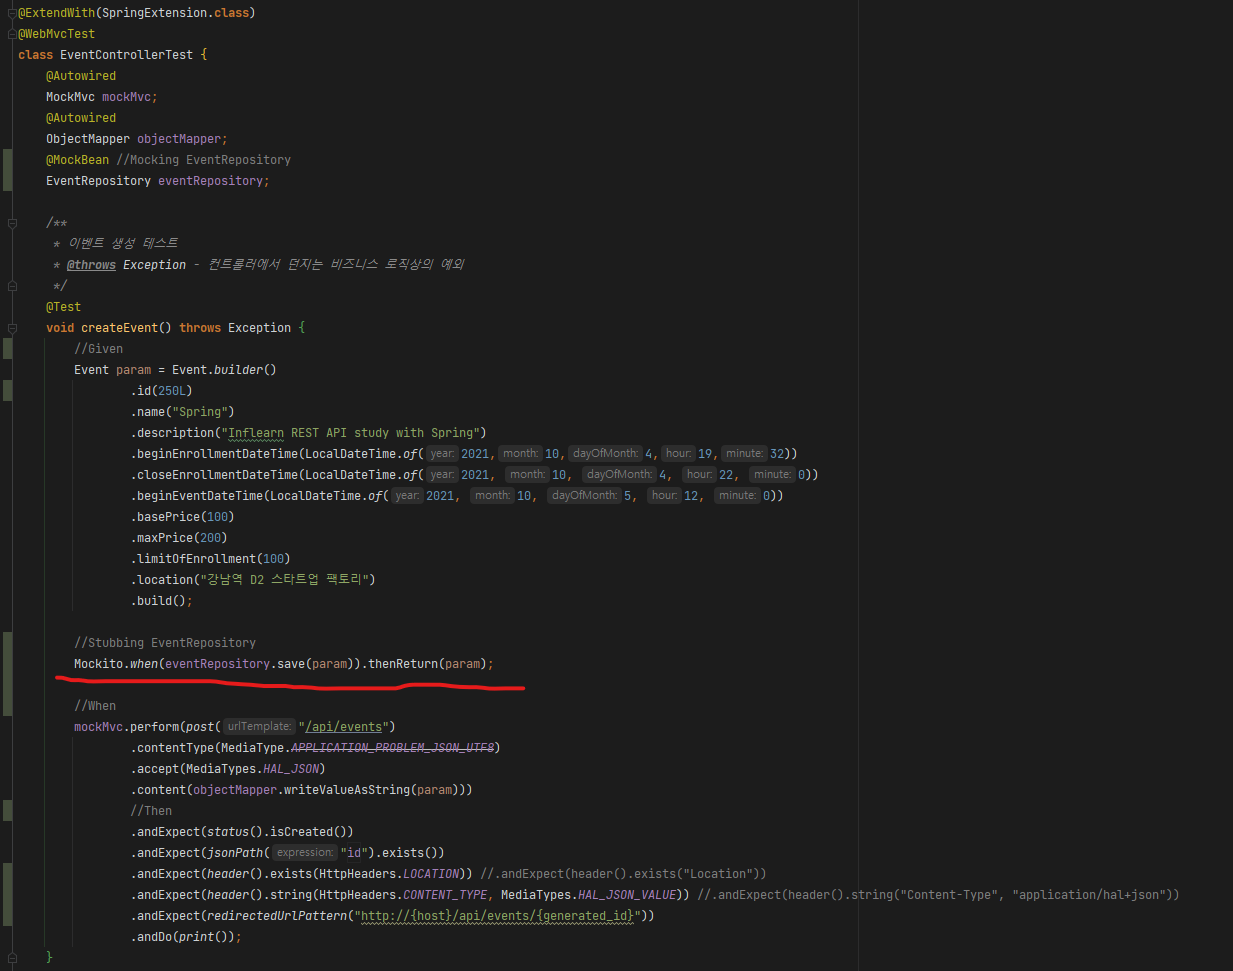 @ExtendWith(SpringExtension.class)
@WebMvcTest
class EventControllerTest {
    @Autowired
    MockMvc mockMvc;
    @Autowired
    ObjectMapper objectMapper;
    @MockBean //Mocking EventRepository
    EventRepository eventRepository;

    /**
     * 이벤트 생성 테스트
     * @throws Exception - 컨트롤러에서 던지는 비즈니스 로직상의 예외
     */
    @Test
    void createEvent() throws Exception {
        //Given
        Event param = Event.builder()
                .id(250L)
                .name("Spring")
                .description("Inflearn REST API study with Spring")
                .beginEnrollmentDateTime(LocalDateTime.of( year: 2021, month: 10, dayOfMonth: 4, hour: 19, minute: 32))
                .closeEnrollmentDateTime(LocalDateTime.of( year: 2021, month: 10, dayOfMonth: 4, hour: 22, minute: 0))
                .beginEventDateTime(LocalDateTime.of( year: 2021, month: 10, dayOfMonth: 5, hour: 12, minute: 0))
                .basePrice(100)
                .maxPrice(200)
                .limitOfEnrollment(100)
                .location("강남역 D2 스타트업 팩토리")
                .build();

        //Stubbing EventRepository
        Mockito.when(eventRepository.save(param)).thenReturn(param);

        //When
        mockMvc.perform(post( urlTemplate: "/api/events")
                .contentType(MediaType.APPLICATION_PROBLEM_JSON_UTF8)
                .accept(MediaTypes.HAL_JSON)
                .content(objectMapper.writeValueAsString(param)))
                //Then
                .andExpect(status().isCreated())
                .andExpect(jsonPath( expression: "id").exists())
                .andExpect(header().exists(HttpHeaders.LOCATION)) //.andExpect(header().exists("Location"))
                .andExpect(header().string(HttpHeaders.CONTENT_TYPE, MediaTypes.HAL_JSON_VALUE)) //.andExpect(header().string("Content-Type", "application/hal+json"))
                .andExpect(redirectedUrlPattern("http://{host}/api/events/{generated_id}"))
                .andDo(print());
    }